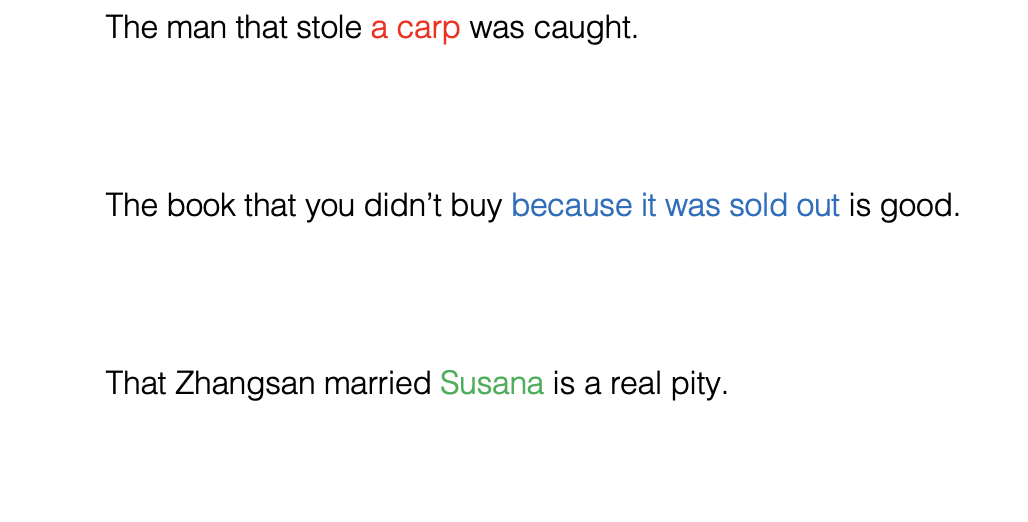 The man that stole a carp was caught.
The book that you didn’t buy because it was sold out is good.
That Zhangsan married Susana is a real pity.